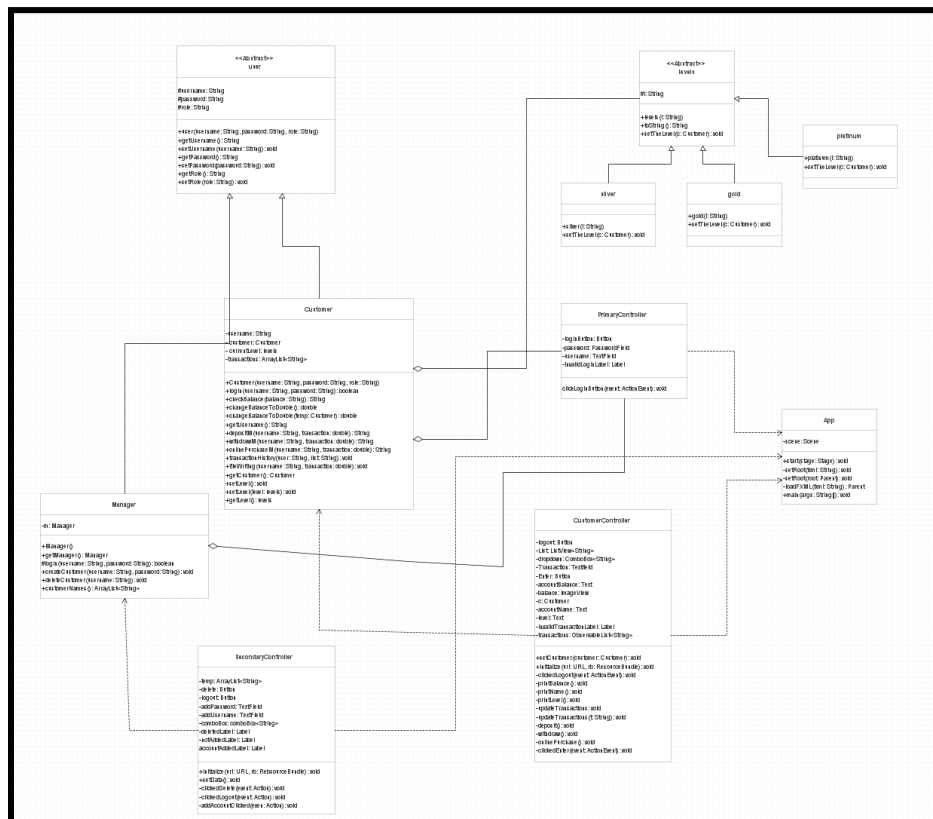 <<Abstract>>
user
#username: String
#password: String
#role: String
+user(username: String, password: String, role: String)
+getUsername(): String
+setUsername(username: String): void
+getPassword(): String
+setPassword(password: String): void
+getRole(): String
+setRole (role: String): void
<<Abstract>>
levels
#l: String
+levels(l: String)
+toString(): String
+setTheLevel(c: Customer): void
platinum
+platinum(l: String)
+setTheLevel(c: Customer): void
silver
+silver(l: String)
+setTheLevel(c: Customer): void
gold
+gold(l: String)
+setTheLevel(c: Customer): void
Customer
-username: String
-customer: Customer
-currentLevel: levels
-transactions: ArrayList<String>
+Customer(username: String, password: String, role: String)
+login(username: String, password: String): boolean
+checkBalance(balance: String): String
+changeBalanceToDouble(): double
+changeBalanceToDouble(temp: Customer): double
+getUsername(): String
+depositM(username: String, transaction: double): String
+withdrawM(username: String, transaction: double): String
+onlinePurchaseM(username: String, transaction: double): String
+transactionHistory(user: String, list: String): void
+fileWriting(username: String, transaction: double): void
+getCustomer(): Customer
+setLevel(): void
+setLevel(level: levels): void
+getLevel(): levels
PrimaryController
-loginButton: Button
-password: PasswordField
-username: TextField
-invalidLoginLabel: Label
clickLoginButton(event: ActionEvent): void
App
-scene: Scene
+start(stage: Stage): void
-setRoot(fxml: String): void
-setRoot(root: Parent): void
-loadFXML(fxml: String): Parent
+main(args: String[]): void
Manager
-m: Manager
+Manager()
+getManager(): Manager
#login(username: String, password: String): boolean
+createCustomer(username: String, password: String): void
+deleteCustomer(username: String): void
+customerNames(): ArrayList<String>
CustomerController
-logout: Button
-List: ListView<String>
-dropdown: ComboBox<String>
-Transaction: Textfield
-Enter: Button
-accountBalance: Text
-balance: ImageView
-c: Customer
-accountName: Text
-level: Text
-invalidTransactionLabel: Label
-transactions: ObservableList<String>
+setCustomer(customer: Customer): void
+initialize(url: URL, rb: ResourceBundle): void
-clickedLogout(event: ActionEvent): void
-printBalance(): void
-printName(): void
-printLevel(): void
-updateTransactions: void
-updateTransactions(t: String): void
-deposit(): void
-withdraw(): void
-onlinePurchase(): void
-clickedEnter(event: ActionEvent): void
SecondaryController
-temp: ArrayList<String>
-delete: Button
-logout: Button
-addPassword: TextField
-addUsername: TextField
-comboBox: comboBox<String>
-deletedLabel: Label
-notAddedLabel: Label
accountAddedLabel: Label
+initialize(url: URL, rb: RebsourceBundle): void
+setData(): void
-clickedDelete(event: Action): void
-clickedLogout(event: Action): void
-addAccountClicked(even: Action): void